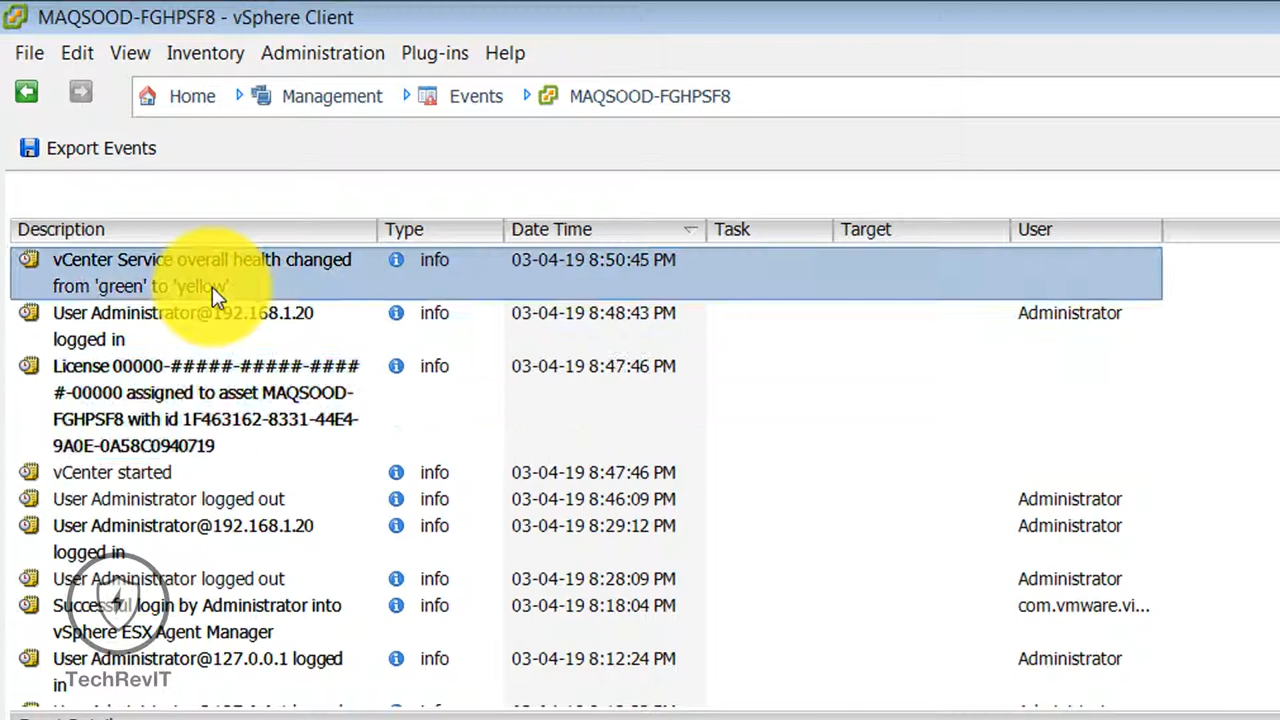 MAQSOOD-FGHPSF8 - vSphere Client
File Edit View Inventory Administration Plug-ins Help
Home Management Events MAQSOOD-FGHPSF8
Export Events
Description Type Date Time Task Target User
vCenter Service overall health changed info 03-04-19 8:50:45 PM
from 'green' to 'yellow'
User Administrator@192.168.1.20 info 03-04-19 8:48:43 PM Administrator
logged in
License 00000-#####-#####-#### info 03-04-19 8:47:46 PM
#-00000 assigned to asset MAQSOOD-
FGHPSF8 with id 1F463162-8331-44E4-
9A0E-0A58C0940719
vCenter started info 03-04-19 8:47:46 PM
User Administrator logged out info 03-04-19 8:46:09 PM Administrator
User Administrator@192.168.1.20 info 03-04-19 8:29:12 PM Administrator
logged in
User Administrator logged out info 03-04-19 8:28:09 PM Administrator
Successful login by Administrator into info 03-04-19 8:18:04 PM com.vmware.vi...
vSphere ESX Agent Manager
User Administrator@127.0.0.1 logged info 03-04-19 8:12:24 PM Administrator
in
TechRevIT